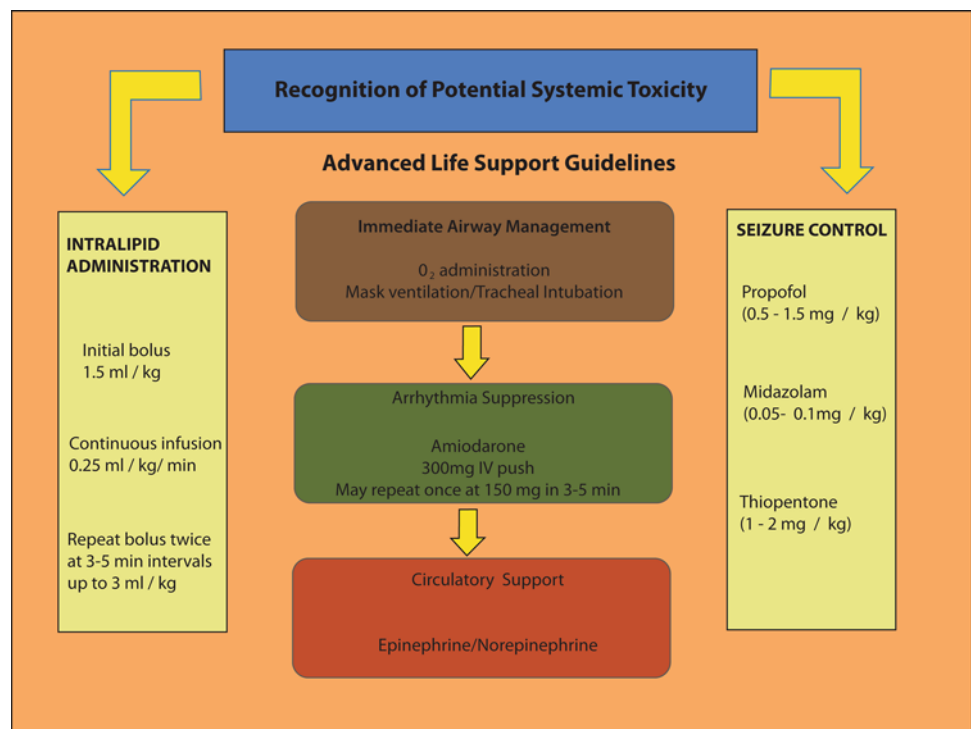 Recognition of Potential Systemic Toxicity
Advanced Life Support Guidelines
INTRALIPID
ADMINISTRATION
Initial bolus
1.5 ml / kg
Continuous infusion
0.25 ml / kg/ min
Repeat bolus twice
at 3-5 min intervals
up to 3 ml / kg
Immediate Airway Management
0₂ administration
Mask ventilation/Tracheal Intubation
Arrhythmia Suppression
Amiodarone
300mg IV push
May repeat once at 150 mg in 3-5 min
Circulatory Support
Epinephrine/Norepinephrine
SEIZURE CONTROL
Propofol
(0.5 - 1.5 mg / kg)
Midazolam
(0.05- 0.1mg / kg)
Thiopentone
(1 - 2 mg / kg)